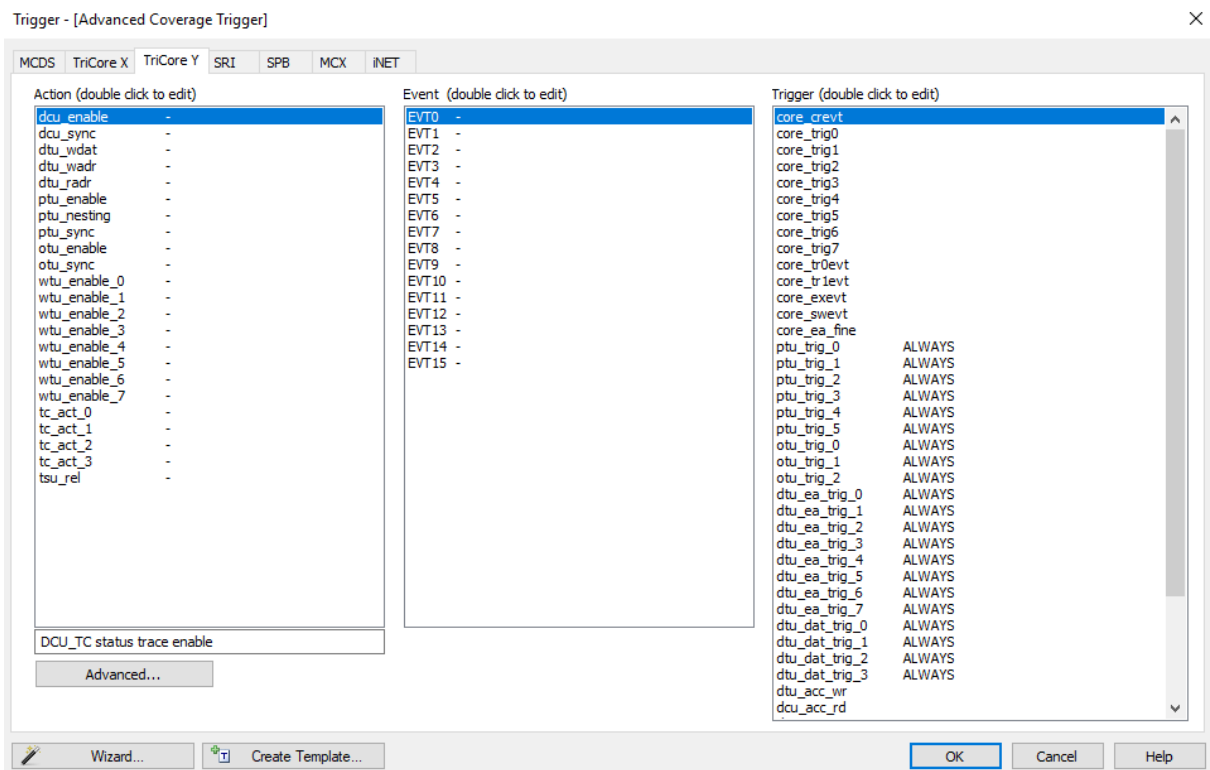 Trigger - [Advanced Coverage Trigger]
MCDS TriCore X TriCore Y SRI SPB MCX iNET
Action (double click to edit)
dcu_enable -
dcu_sync -
dtu_wdat -
dtu_wadr -
dtu_radr -
ptu_enable -
ptu_nesting -
ptu_sync -
otu_enable -
otu_sync -
wtu_enable_0 -
wtu_enable_1 -
wtu_enable_2 -
wtu_enable_3 -
wtu_enable_4 -
wtu_enable_5 -
wtu_enable_6 -
wtu_enable_7 -
tc_act_0 -
tc_act_1 -
tc_act_2 -
tc_act_3 -
tsu_rel -
DCU_TC status trace enable
Advanced...
Event (double click to edit)
EVT0 -
EVT1 -
EVT2 -
EVT3 -
EVT4 -
EVT5 -
EVT6 -
EVT7 -
EVT8 -
EVT9 -
EVT10 -
EVT11 -
EVT12 -
EVT13 -
EVT14 -
EVT15 -
Trigger (double click to edit)
core_crevt
core_trig0
core_trig1
core_trig2
core_trig3
core_trig4
core_trig5
core_trig6
core_trig7
core_tr0evt
core_tr1evt
core_exevt
core_swevt
core_ea_fine
ptu_trig_0 ALWAYS
ptu_trig_1 ALWAYS
ptu_trig_2 ALWAYS
ptu_trig_3 ALWAYS
ptu_trig_4 ALWAYS
ptu_trig_5 ALWAYS
otu_trig_0 ALWAYS
otu_trig_1 ALWAYS
otu_trig_2 ALWAYS
dtu_ea_trig_0 ALWAYS
dtu_ea_trig_1 ALWAYS
dtu_ea_trig_2 ALWAYS
dtu_ea_trig_3 ALWAYS
dtu_ea_trig_4 ALWAYS
dtu_ea_trig_5 ALWAYS
dtu_ea_trig_6 ALWAYS
dtu_ea_trig_7 ALWAYS
dtu_dat_trig_0 ALWAYS
dtu_dat_trig_1 ALWAYS
dtu_dat_trig_2 ALWAYS
dtu_dat_trig_3 ALWAYS
dtu_acc_wr
dcu_acc_rd
Wizard... Create Template... OK Cancel Help